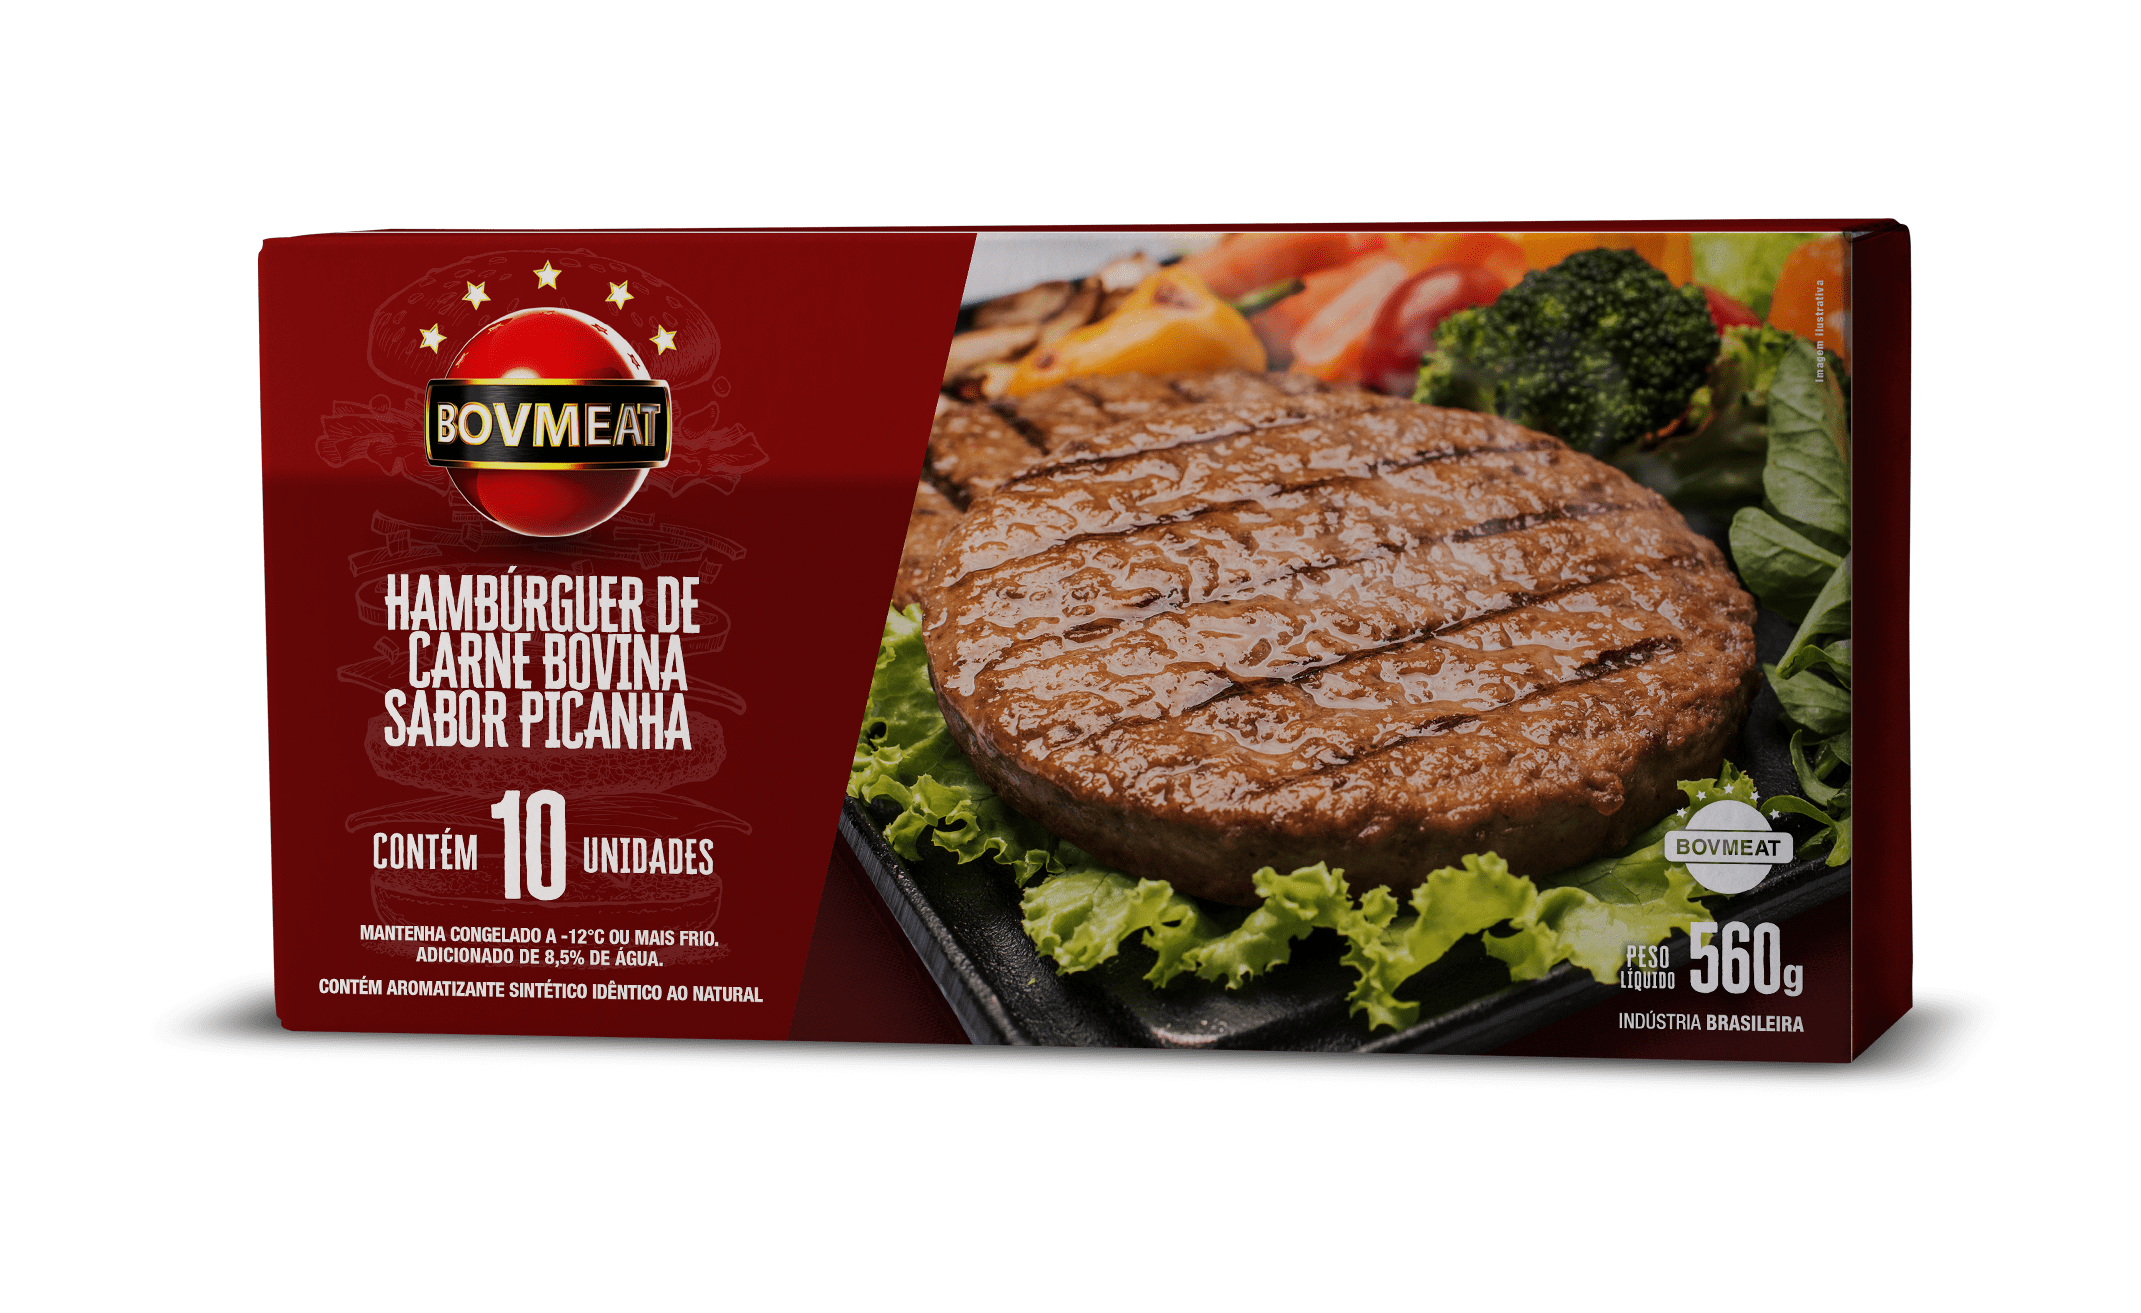 BOVMEAT
HAMBÚRGUER DE
CARNE BOVINA
SABOR PICANHA
CONTÉM 10 UNIDADES
MANTENHA CONGELADO A -12°C OU MAIS FRIO.
ADICIONADO DE 8,5% DE ÁGUA.
CONTÉM AROMATIZANTE SINTÉTICO IDÊNTICO AO NATURAL
Imagem Ilustrativa
BOVMEAT
PESO
LÍQUIDO 560g
INDÚSTRIA BRASILEIRA